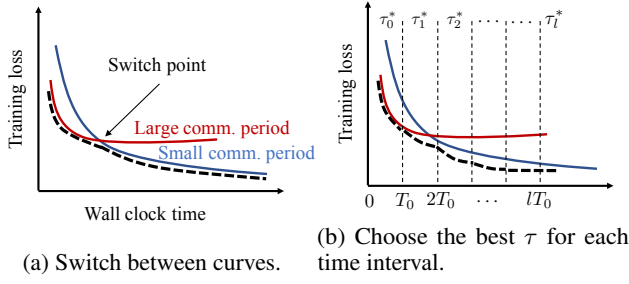 Training loss
Switch point
Large comm. period
Small comm. period
Wall clock time
(a) Switch between curves.
τ₀* τ₁* τ₂* ...... τₗ*
Training loss
0 T₀ 2T₀ ... lT₀
(b) Choose the best τ for each
time interval.